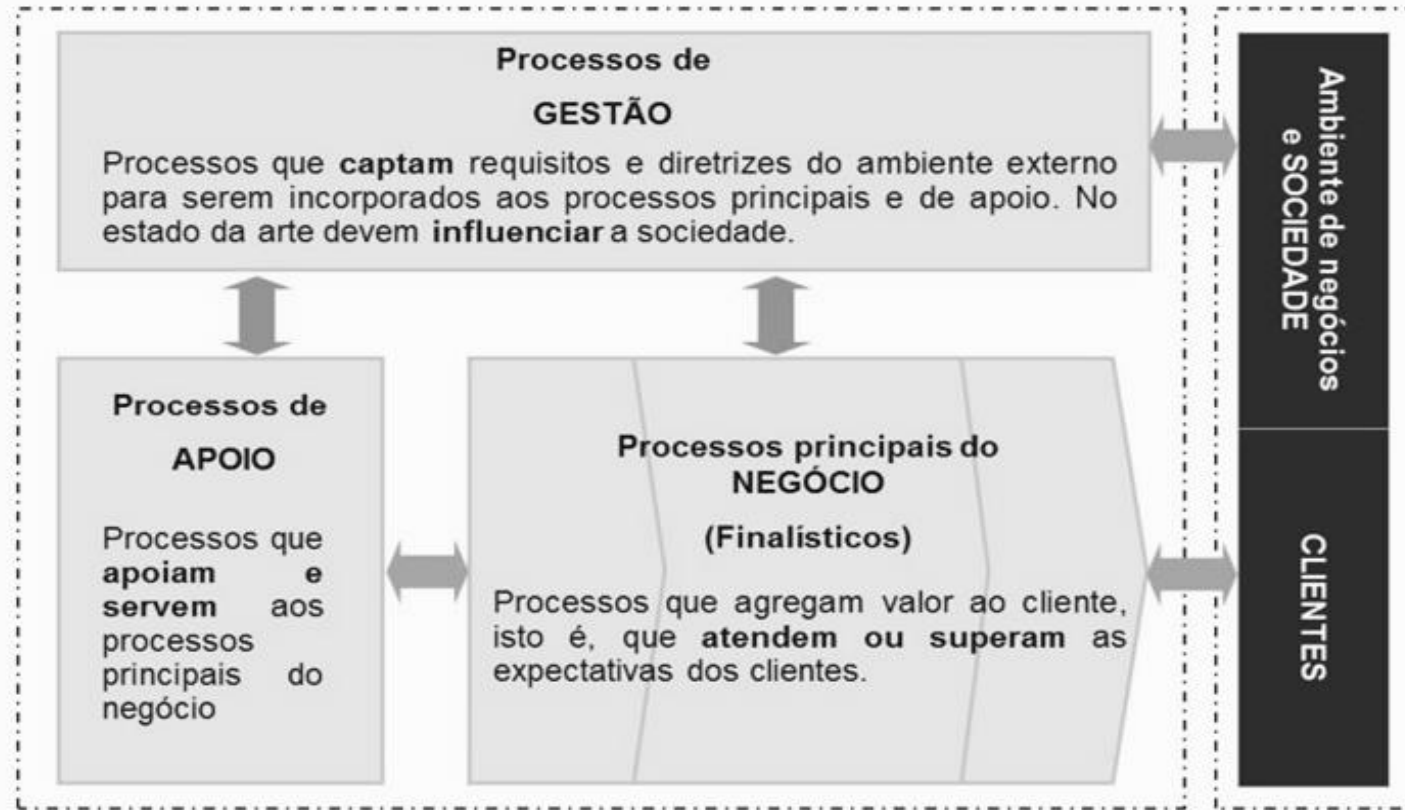 Processos de
GESTÃO
Processos que captam requisitos e diretrizes do ambiente externo
para serem incorporados aos processos principais e de apoio. No
estado da arte devem influenciar a sociedade.
Ambiente de negócios
e SOCIEDADE
Processos de
APOIO
Processos que
apoiam e
servem aos
processos
principais do
negócio
Processos principais do
NEGÓCIO
(Finalísticos)
Processos que agregam valor ao cliente,
isto é, que atendem ou superam as
expectativas dos clientes.
CLIENTES